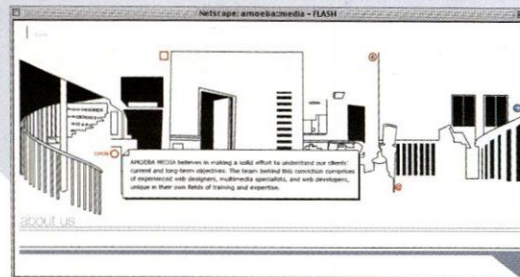 Netscape: amoeba:media - FLASH
AMOEBA MEDIA believes in making a solid effort to understand our clients'
current and long-term objectives. The team behind this conviction comprises
of experienced web designers, multimedia specialists, and web developers,
unique in their own fields of training and expertise.
about us